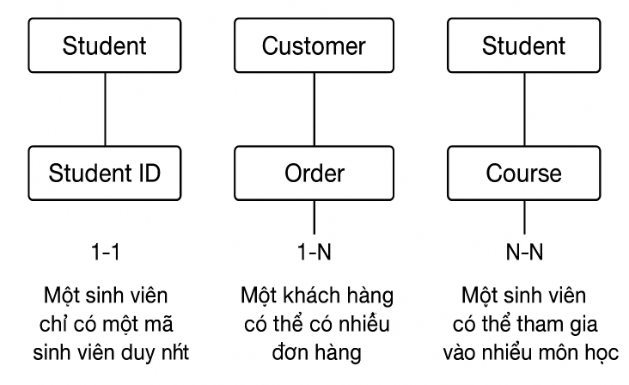 Student
Student ID
1-1
Một sinh viên
chỉ có một mã
sinh viên duy nht
Customer
Order
1-N
Một khách hàng
có thể có nhiều
đơn hàng
Student
Course
N-N
Một sinh viên
có thể tham gia
vào nhiều môn học